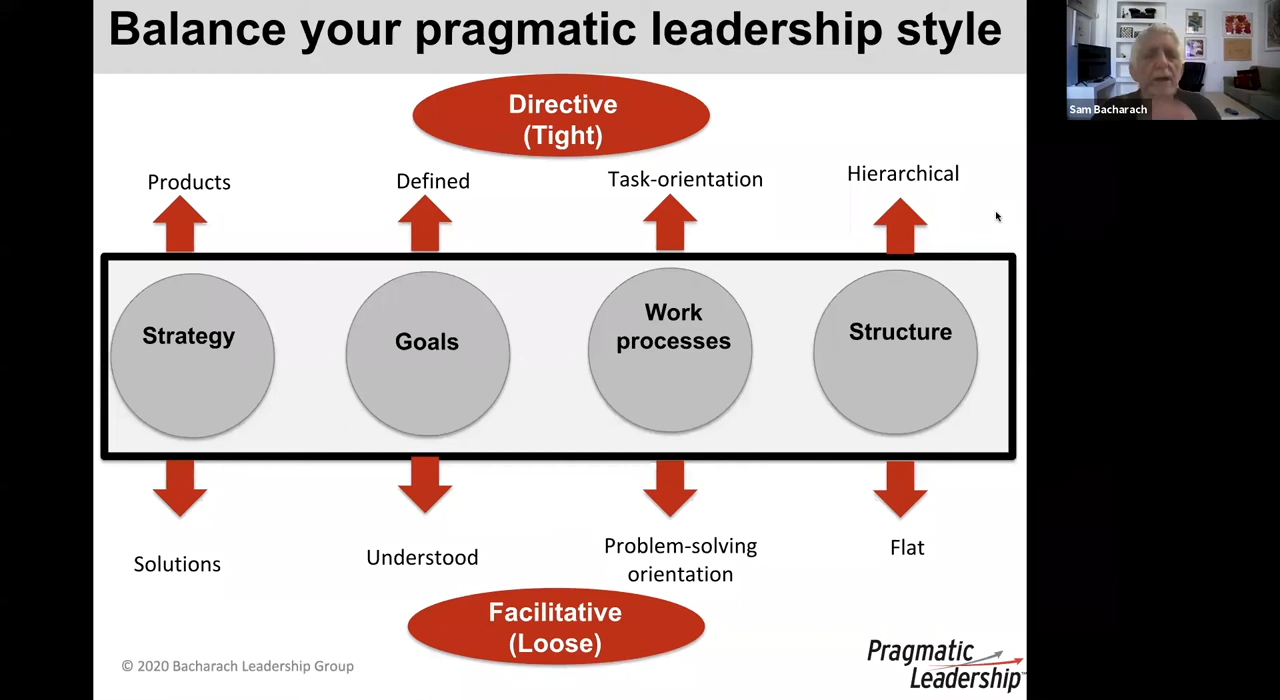 Balance your pragmatic leadership style
Sam Bacharach
Directive
(Tight)
Products
Defined
Task-orientation
Hierarchical
Strategy
Goals
Work
processes
Structure
Solutions
Understood
Problem-solving
orientation
Flat
Facilitative
(Loose)
© 2020 Bacharach Leadership Group
Pragmatic
Leadership™